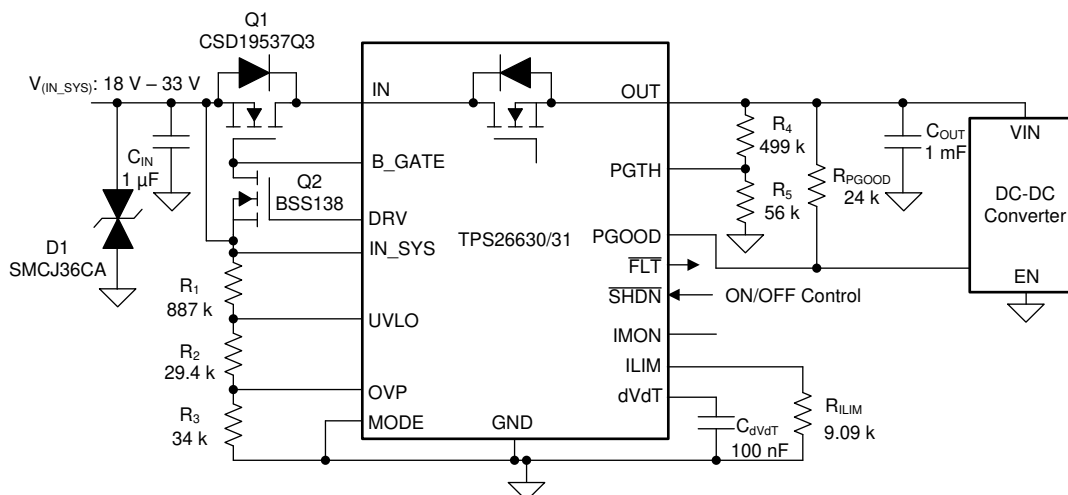 Q1
CSD19537Q3
V(IN_SYS): 18 V – 33 V
IN
OUT
CIN
1 µF
B_GATE
Q2
BSS138
DRV
IN_SYS
D1
SMCJ36CA
R1
887 k
UVLO
R2
29.4 k
OVP
R3
34 k
MODE
GND
TPS26630/31
PGTH
PGOOD
FLT
SHDN
ON/OFF Control
IMON
ILIM
dVdT
R4
499 k
R5
56 k
RPGOOD
24 k
COUT
1 mF
VIN
DC-DC
Converter
EN
CdVdT
100 nF
RILIM
9.09 k